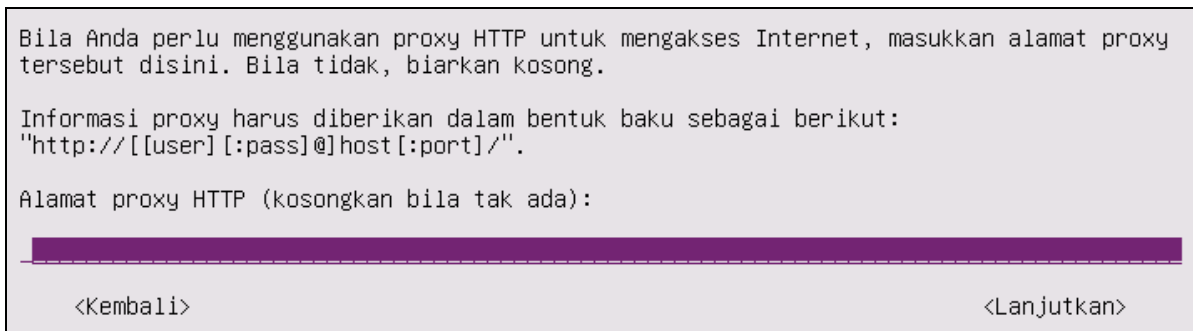 Bila Anda perlu menggunakan proxy HTTP untuk mengakses Internet, masukkan alamat proxy
tersebut disini. Bila tidak, biarkan kosong.
Informasi proxy harus diberikan dalam bentuk baku sebagai berikut:
"http://[[user][:pass]@]host[:port]/".
Alamat proxy HTTP (kosongkan bila tak ada):
<Kembali> <Lanjutkan>